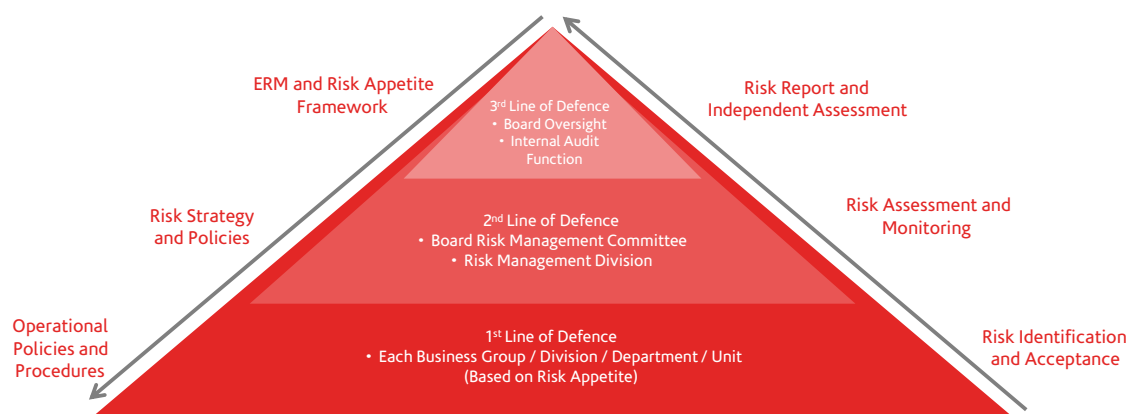 ERM and Risk Appetite
Framework
Risk Strategy
and Policies
Operational
Policies and
Procedures
3rd Line of Defence
• Board Oversight
• Internal Audit
Function
2nd Line of Defence
• Board Risk Management Committee
• Risk Management Division
1st Line of Defence
• Each Business Group / Division / Department / Unit
(Based on Risk Appetite)
Risk Report and
Independent Assessment
Risk Assessment and
Monitoring
Risk Identification
and Acceptance